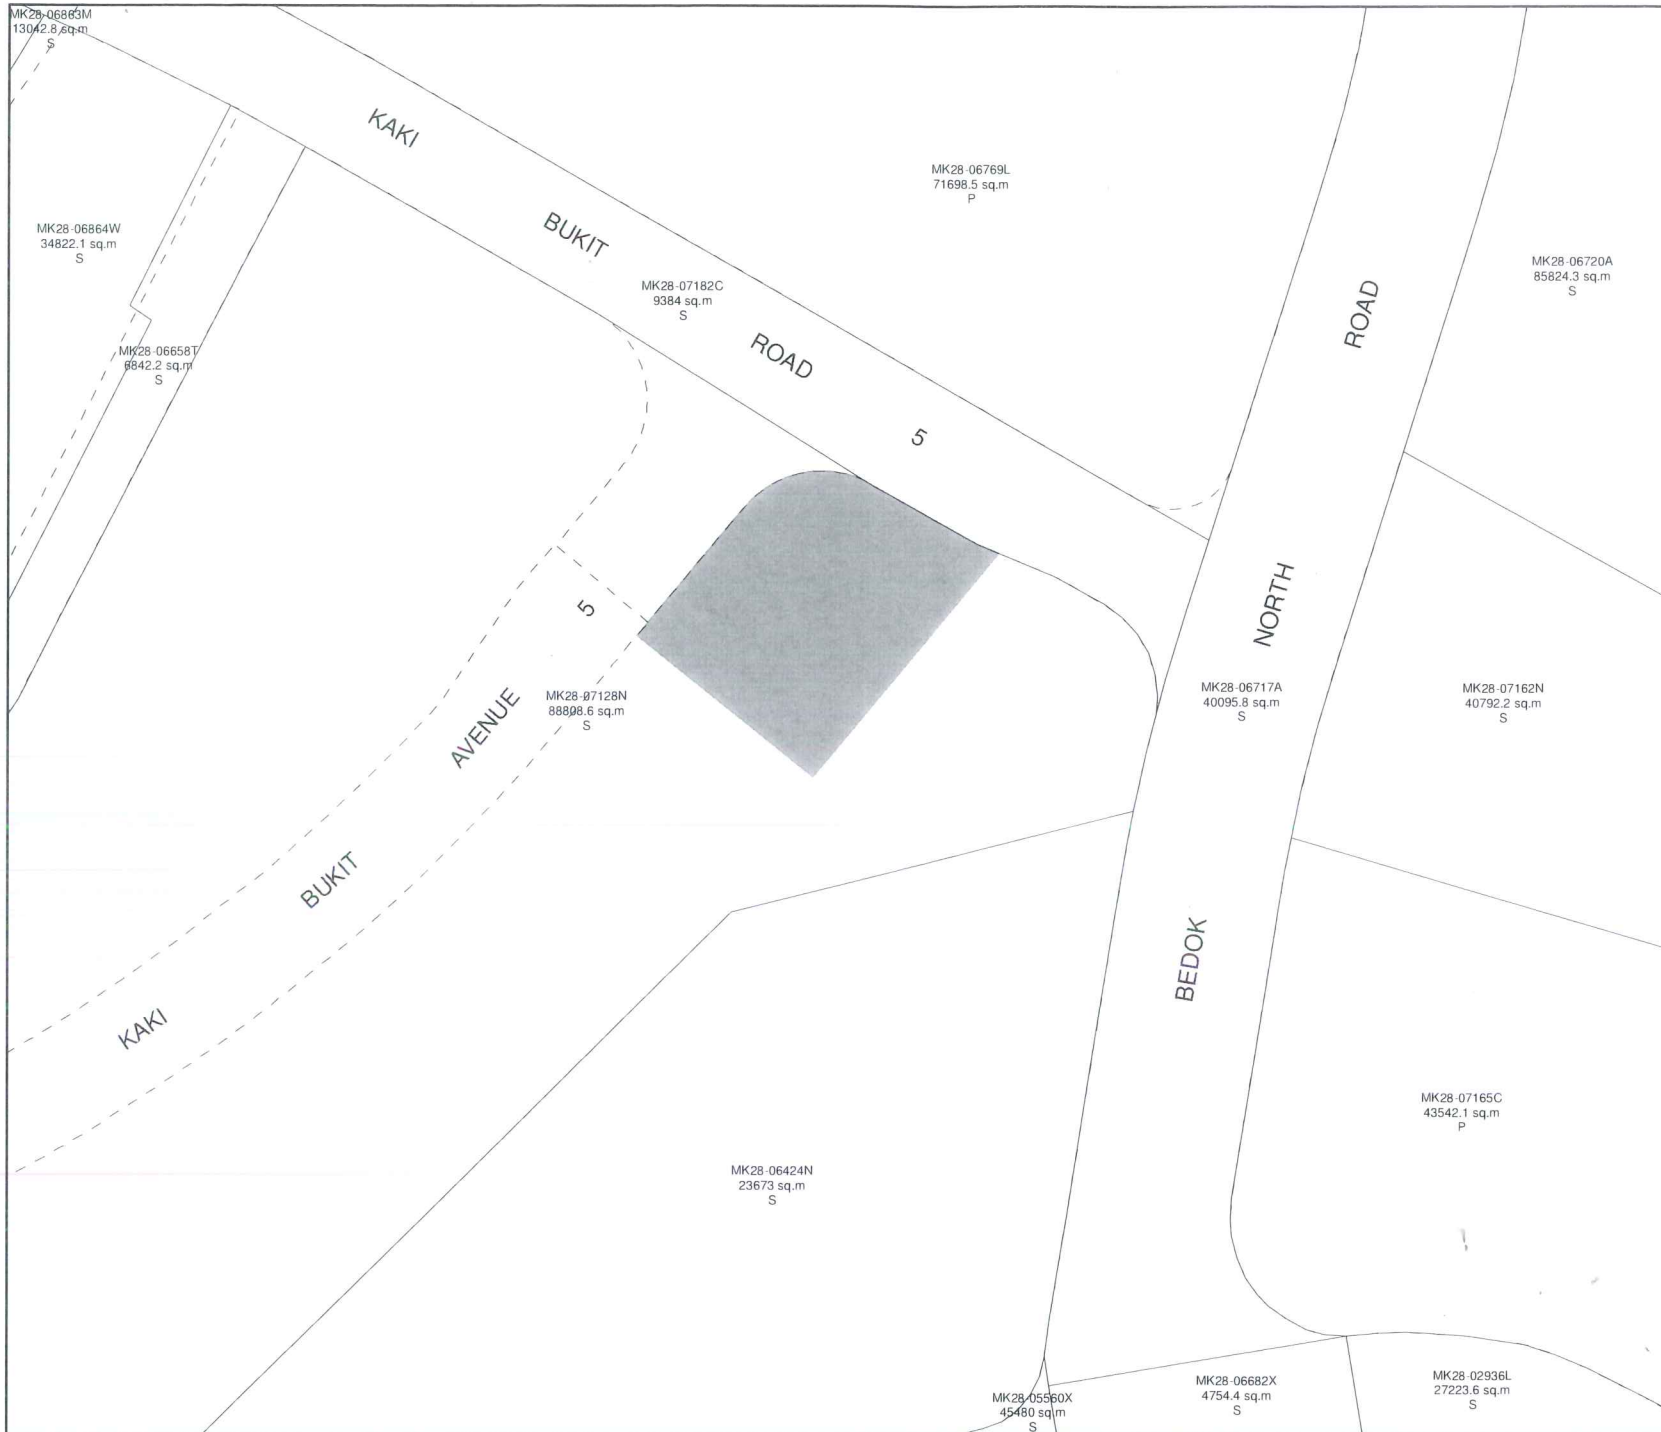 MK28-06863M
13042.8 sq.m
S
KAKI
BUKIT
ROAD
5
MK28-06769L
71698.5 sq.m
P
MK28-06864W
34822.1 sq.m
S
MK28-07182C
9384 sq.m
S
MK28-06720A
85824.3 sq.m
S
MK28-06658T
6842.2 sq.m
S
ROAD
NORTH
BEDOK
5
AVENUE
BUKIT
KAKI
MK28-07128N
88808.6 sq.m
S
MK28-06717A
40095.8 sq.m
S
MK28-07162N
40792.2 sq.m
S
MK28-07165C
43542.1 sq.m
P
MK28-06424N
23673 sq.m
S
MK28-05560X
45480 sq.m
S
MK28-06682X
4754.4 sq.m
S
MK28-02936L
27223.6 sq.m
S